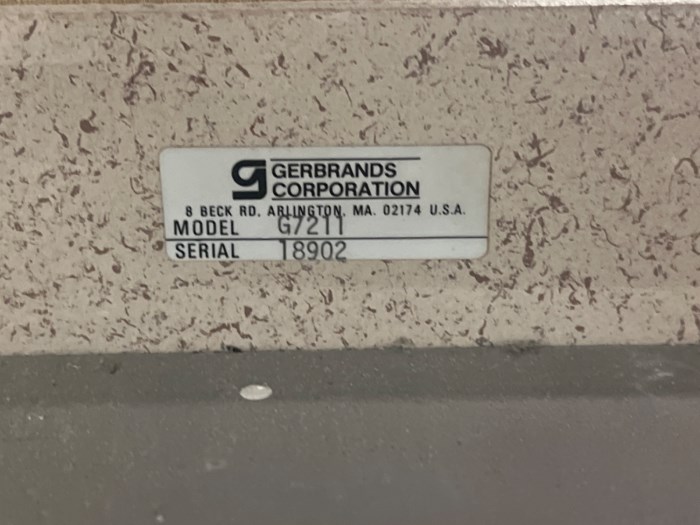 GERBRANDS
CORPORATION
8 BECK RD. ARLINGTON, MA. 02174 U.S.A.
MODEL G7211
SERIAL 18902